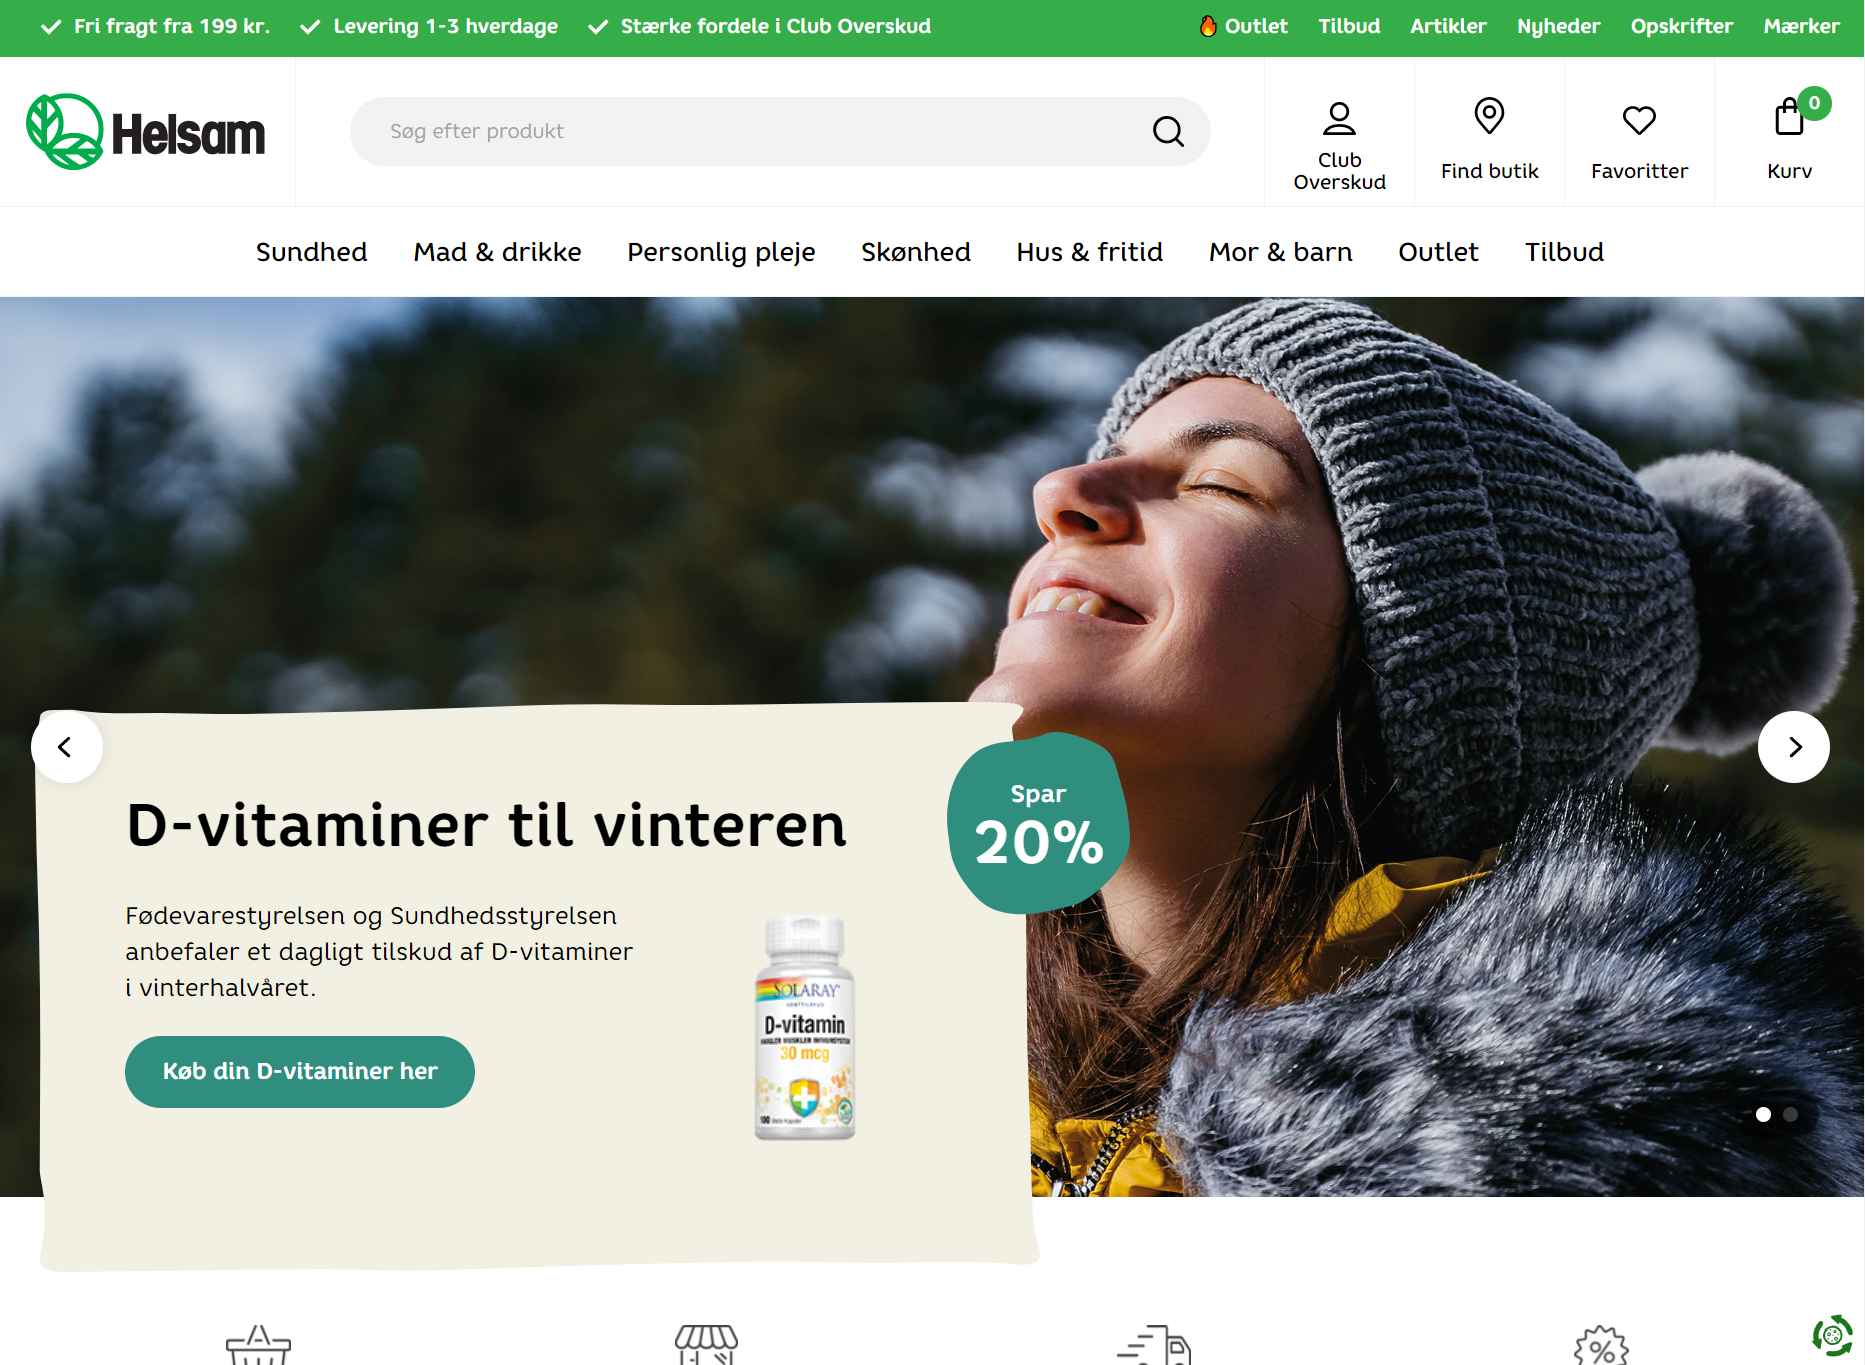 Fri fragt fra 199 kr.
Levering 1-3 hverdage
Stærke fordele i Club Overskud
Outlet
Tilbud
Artikler
Nyheder
Opskrifter
Mærker
Helsam
Søg efter produkt
Club
Overskud
Find butik
Favoritter
0
Kurv
Sundhed
Mad & drikke
Personlig pleje
Skønhed
Hus & fritid
Mor & barn
Outlet
Tilbud
Spar
20%
D-vitaminer til vinteren
Fødevarestyrelsen og Sundhedsstyrelsen
anbefaler et dagligt tilskud af D-vitaminer
i vinterhalvåret.
Køb din D-vitaminer her
SOLARAY
D-vitamin
30 mcg
%